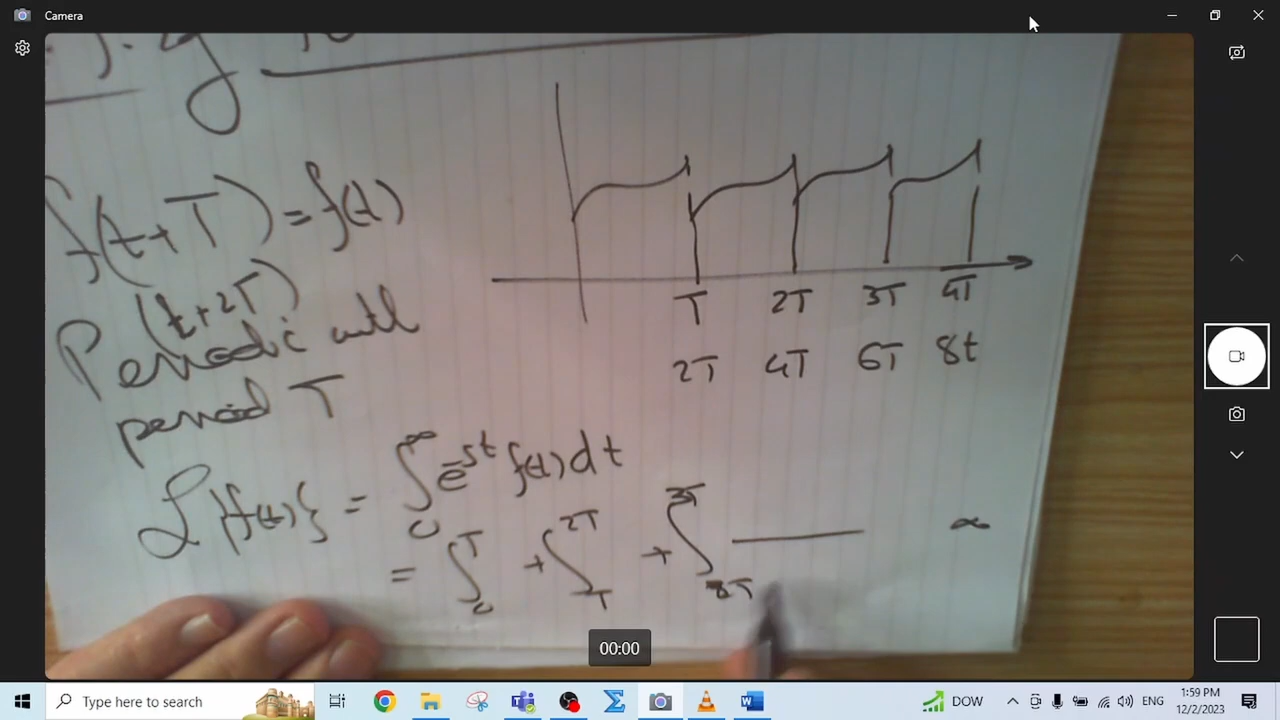 Camera
f(t+T) = f(t)
(t+2T)
Periodic with
period T
T 2T 3T 4T
2T 4T 6T 8t
ℒ{f(t)} = ∫₀^∞ e^-st f(t) dt
= ∫₀^T + ∫_T^2T + ∫_2T^3T —— ∞
00:00
Type here to search
DOW
ENG
1:59 PM
12/2/2023